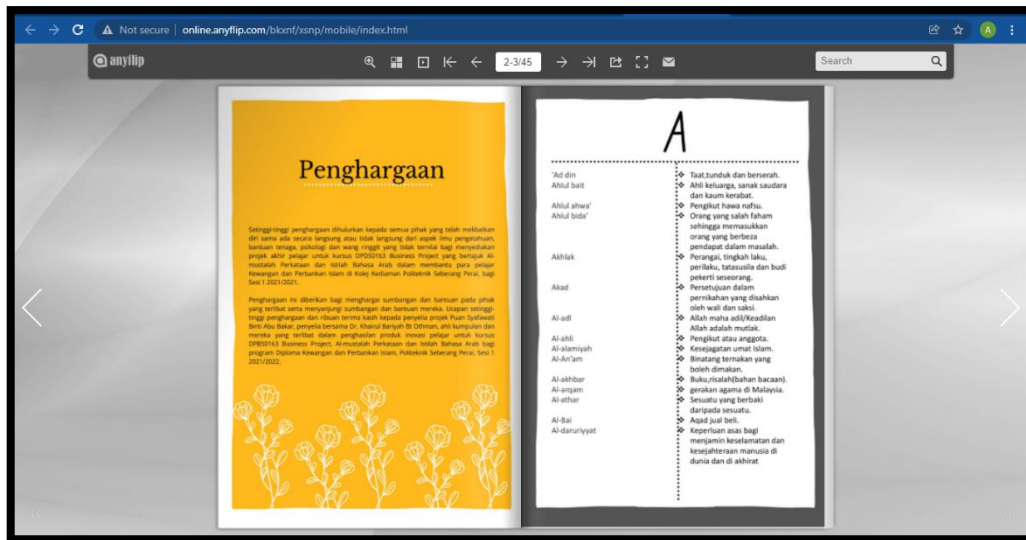 Not secure | online.anyflip.com/bkxnf/xsnp/mobile/index.html
A
anyflip
2-3/45
Search
Penghargaan
Setinggi-tinggi penghargaan dihulurkan kepada semua pihak yang telah melibatkan
diri sama ada secara langsung atau tidak langsung dari aspek ilmu pengetahuan,
bantuan tenaga, psikologi dan wang ringgit yang tidak ternilai bagi menyediakan
projek akhir pelajar untuk kursus DPD50163 Business Project yang bertajuk Al-
mustalah Perkataan dan Istilah Bahasa Arab dalam membantu para pelajar
Kewangan dan Perbankan Islam di Kolej Kediaman Politeknik Seberang Perai, bagi
Sesi 1 2021/2021.
Penghargaan ini diberikan bagi menghargai sumbangan dan bantuan pada pihak
yang terlibat serta menyanjungi sumbangan dan bantuan mereka. Ucapan setinggi-
tinggi penghargaan dan ribuan terima kasih kepada penyelia projek Puan Syafawati
Binti Abu Bakar, penyelia bersama Dr. Khairul Bariyah Bt Othman, ahli kumpulan dan
mereka yang terlibat dalam penghasilan produk inovasi pelajar untuk kursus
DPB50163 Business Project, Al-mustalah Perkataan dan Istilah Bahasa Arab bagi
program Diploma Kewangan dan Perbankan Islam, Politeknik Seberang Perai, Sesi 1
2021/2022.
A
'Ad din
Taat,tunduk dan berserah.
Ahlul bait
Ahli keluarga, sanak saudara
dan kaum kerabat.
Ahlul ahwa'
Pengikut hawa nafsu.
Ahlul bida'
Orang yang salah faham
sehingga memasukkan
orang yang berbeza
pendapat dalam masalah.
Akhlak
Perangai, tingkah laku,
perilaku, tatasusila dan budi
pekerti seseorang.
Akad
Persetujuan dalam
pernikahan yang disahkan
oleh wali dan saksi.
Al-adl
Allah maha adil/Keadilan
Allah adalah mutlak.
Al-ahli
Pengikut atau anggota.
Al-alamiyah
Kesejagatan umat Islam.
Al-An'am
Binatang ternakan yang
boleh dimakan.
Al-akhbar
Buku,risalah(bahan bacaan).
Al-arqam
gerakan agama di Malaysia.
Al-athar
Sesuatu yang berbaki
daripada sesuatu.
Al-Bai
Aqad jual beli.
Al-daruriyyat
Keperluan asas bagi
menjamin keselamatan dan
kesejahteraan manusia di
dunia dan di akhirat